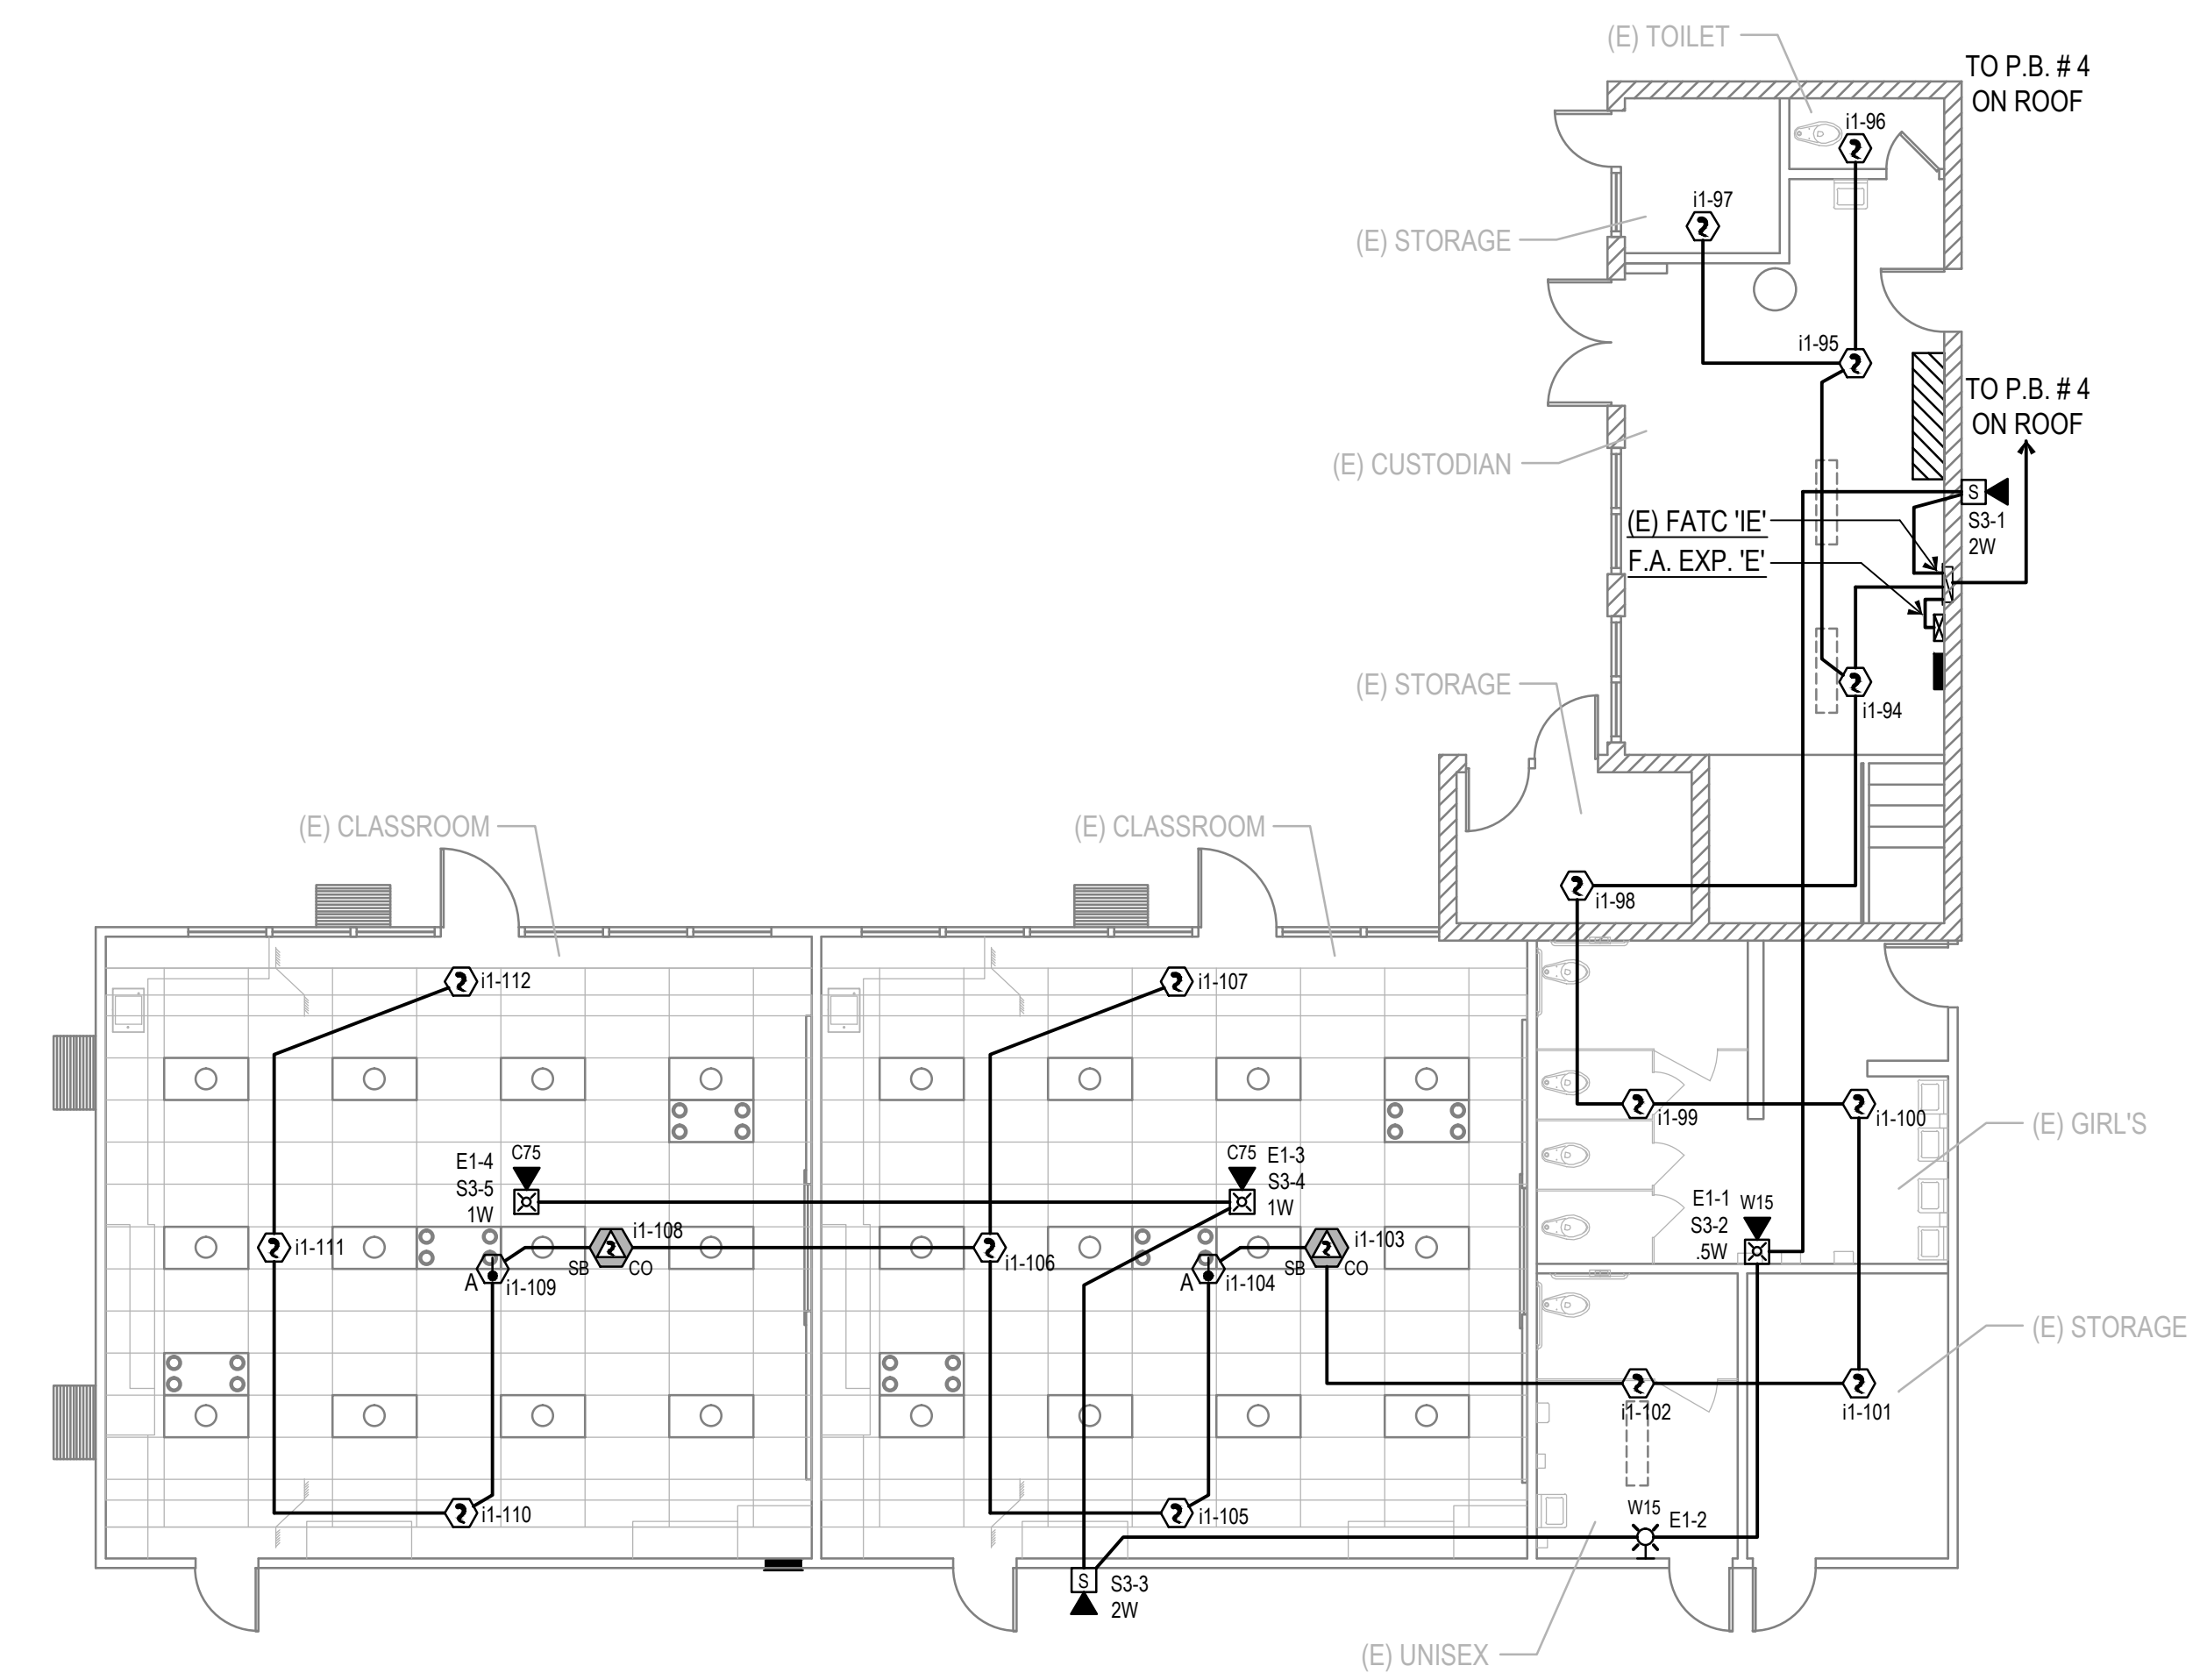 (E) TOILET
TO P.B. # 4
ON ROOF
i1-96
i1-97
(E) STORAGE
i1-95
TO P.B. # 4
ON ROOF
(E) CUSTODIAN
S
S3-1
2W
(E) FATC 'IE'
F.A. EXP. 'E'
(E) STORAGE
i1-94
(E) CLASSROOM
(E) CLASSROOM
i1-98
i1-112
i1-107
i1-99
i1-100
(E) GIRL'S
E1-4
S3-5
1W
C75
C75
E1-3
S3-4
1W
E1-1
S3-2
.5W
W15
i1-111
i1-108
SB
CO
A
i1-109
i1-106
i1-103
SB
CO
A
i1-104
(E) STORAGE
i1-102
i1-101
i1-110
i1-105
W15
E1-2
S
S3-3
2W
(E) UNISEX